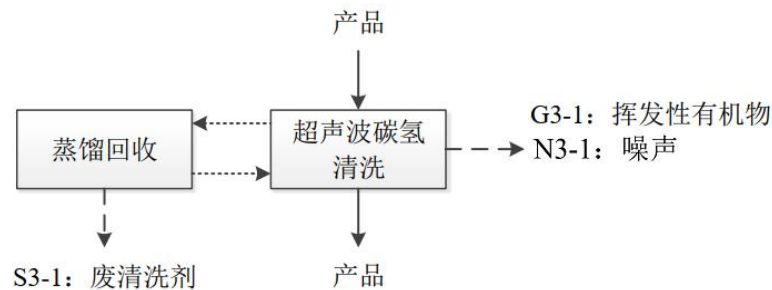 产品
G3-1：挥发性有机物
超声波碳氢
清洗
蒸馏回收
N3-1：噪声
S3-1：废清洗剂
产品